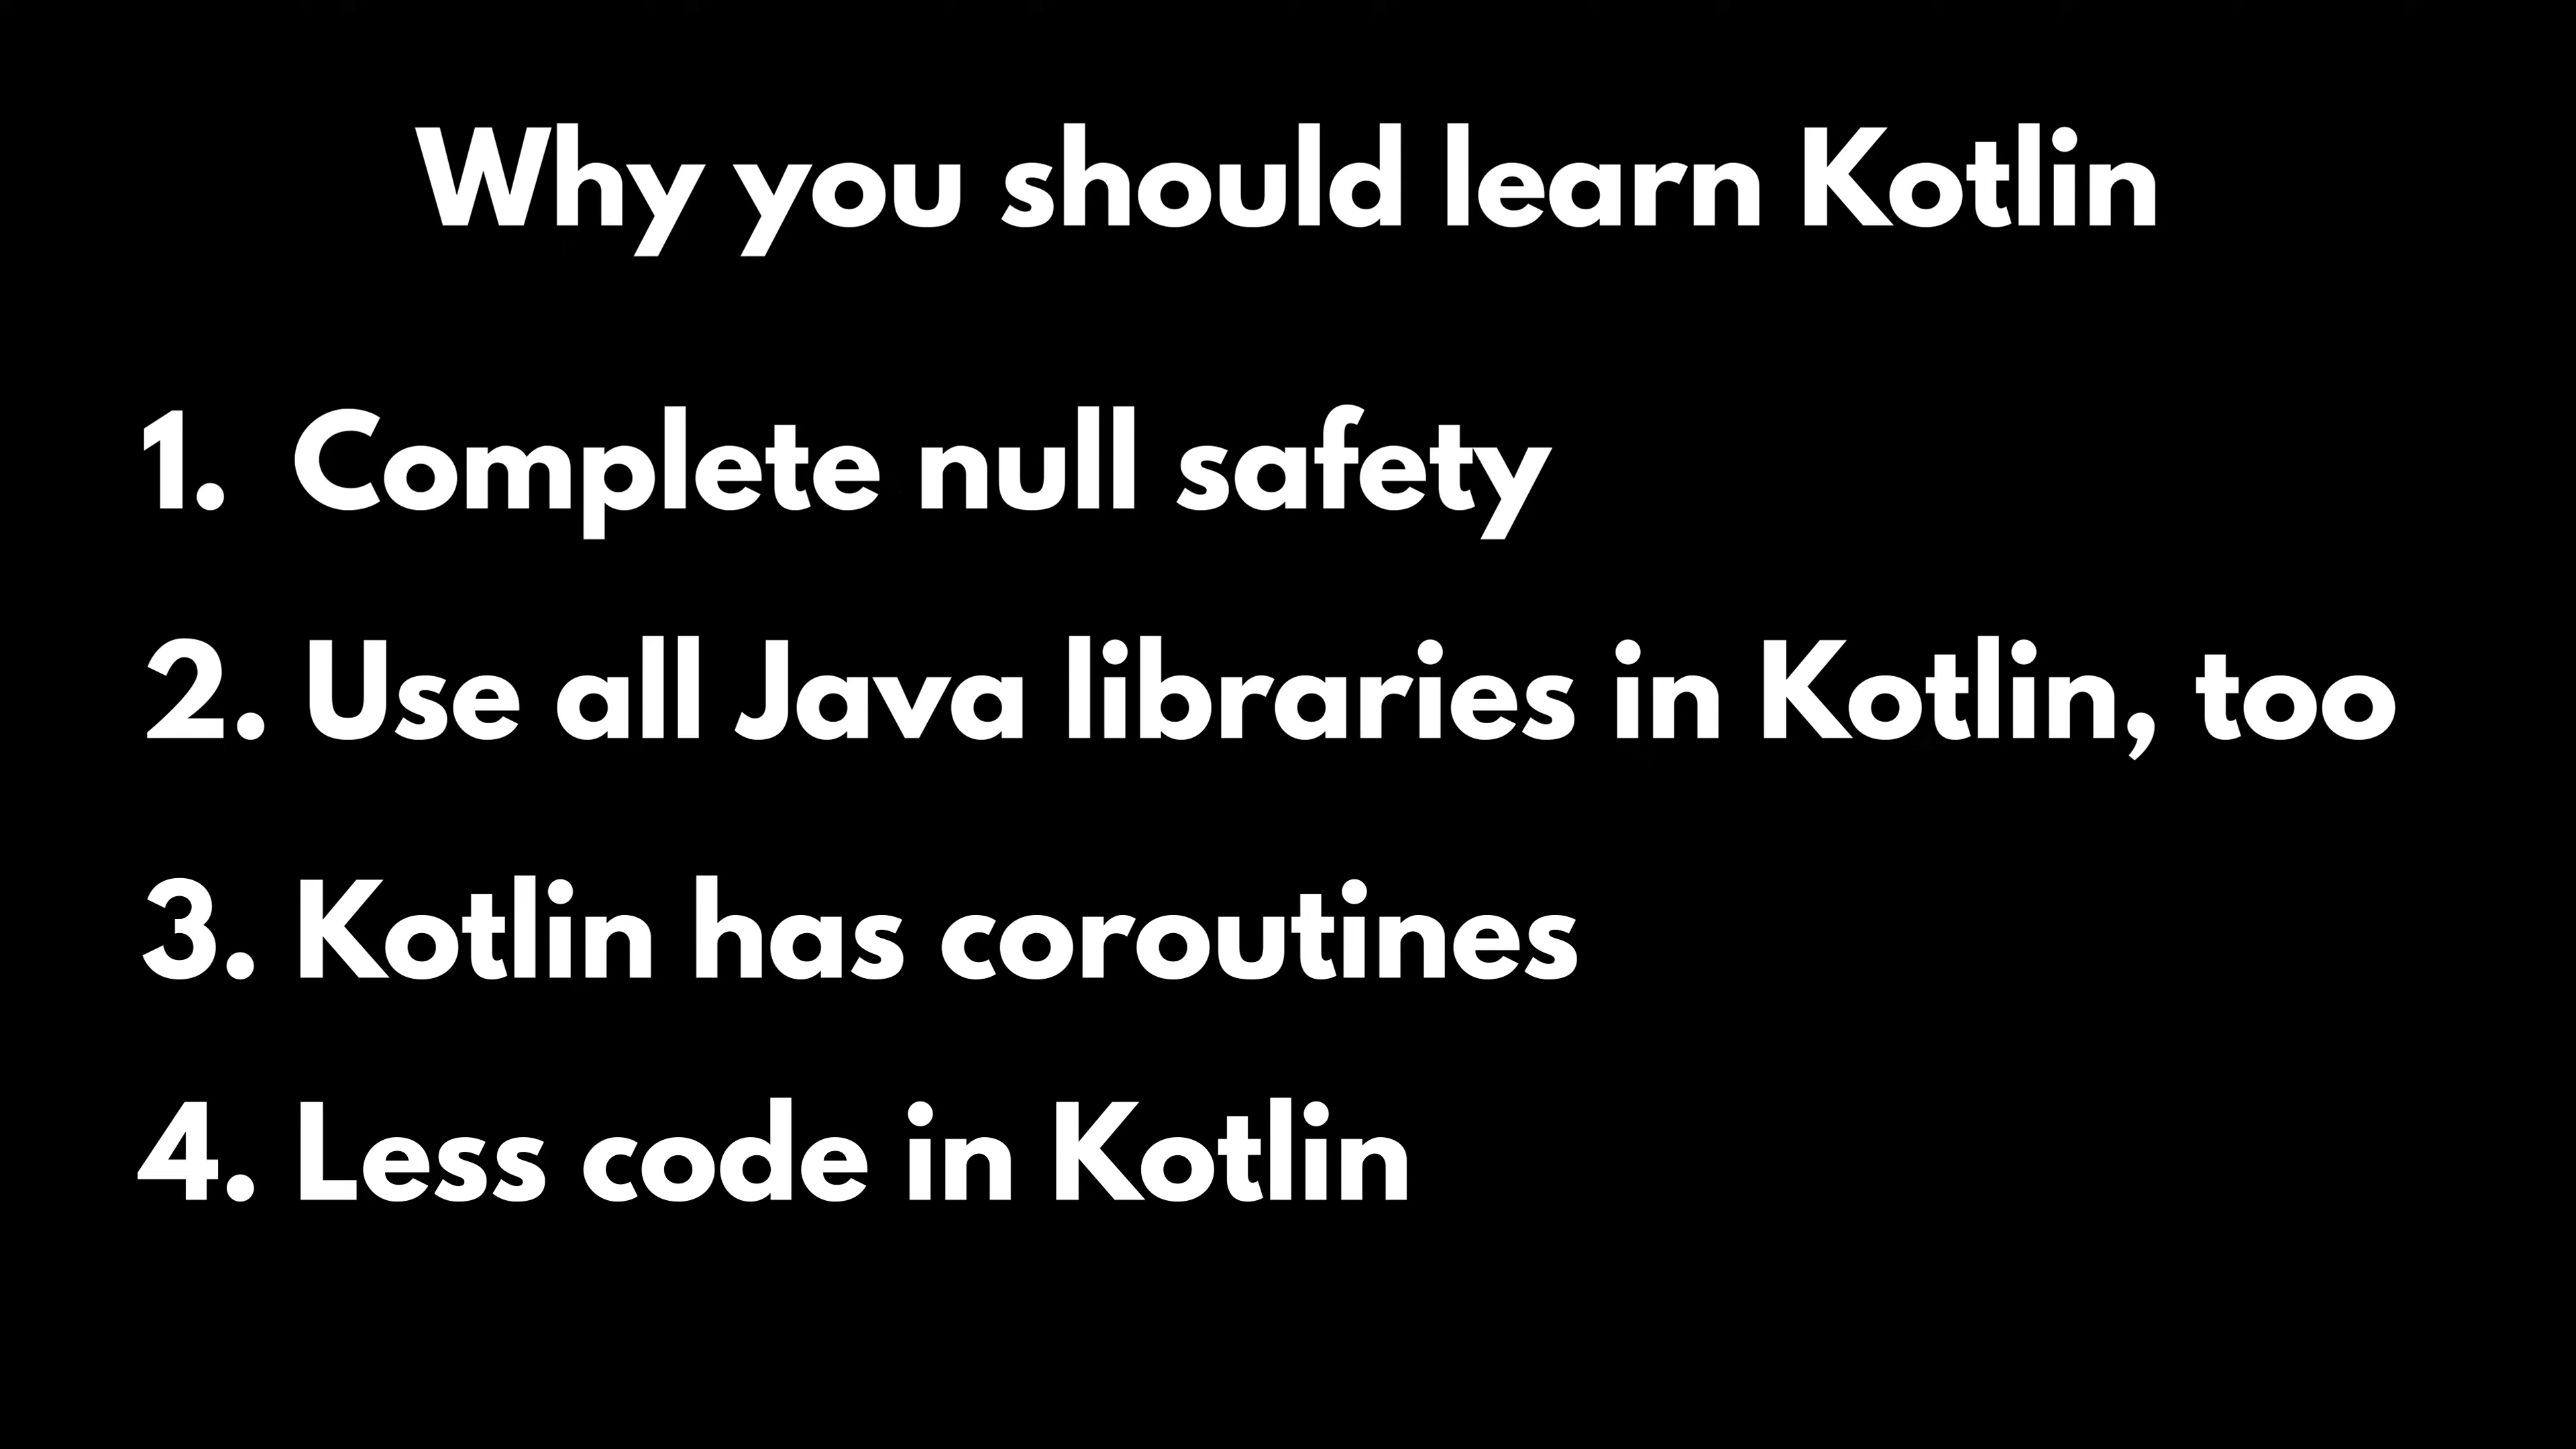 Why you should learn Kotlin
1. Complete null safety
2. Use all Java libraries in Kotlin, too
3. Kotlin has coroutines
4. Less code in Kotlin